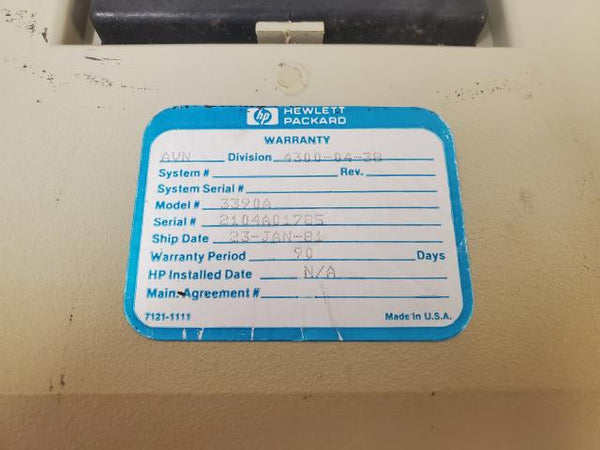 hp HEWLETT
PACKARD
WARRANTY
AVN Division 4300-04-38
System # Rev.
System Serial #
Model # 3390A
Serial # 2104A01785
Ship Date 23-JAN-81
Warranty Period 90 Days
HP Installed Date N/A
Main. Agreement #
7121-1111 Made in U.S.A.